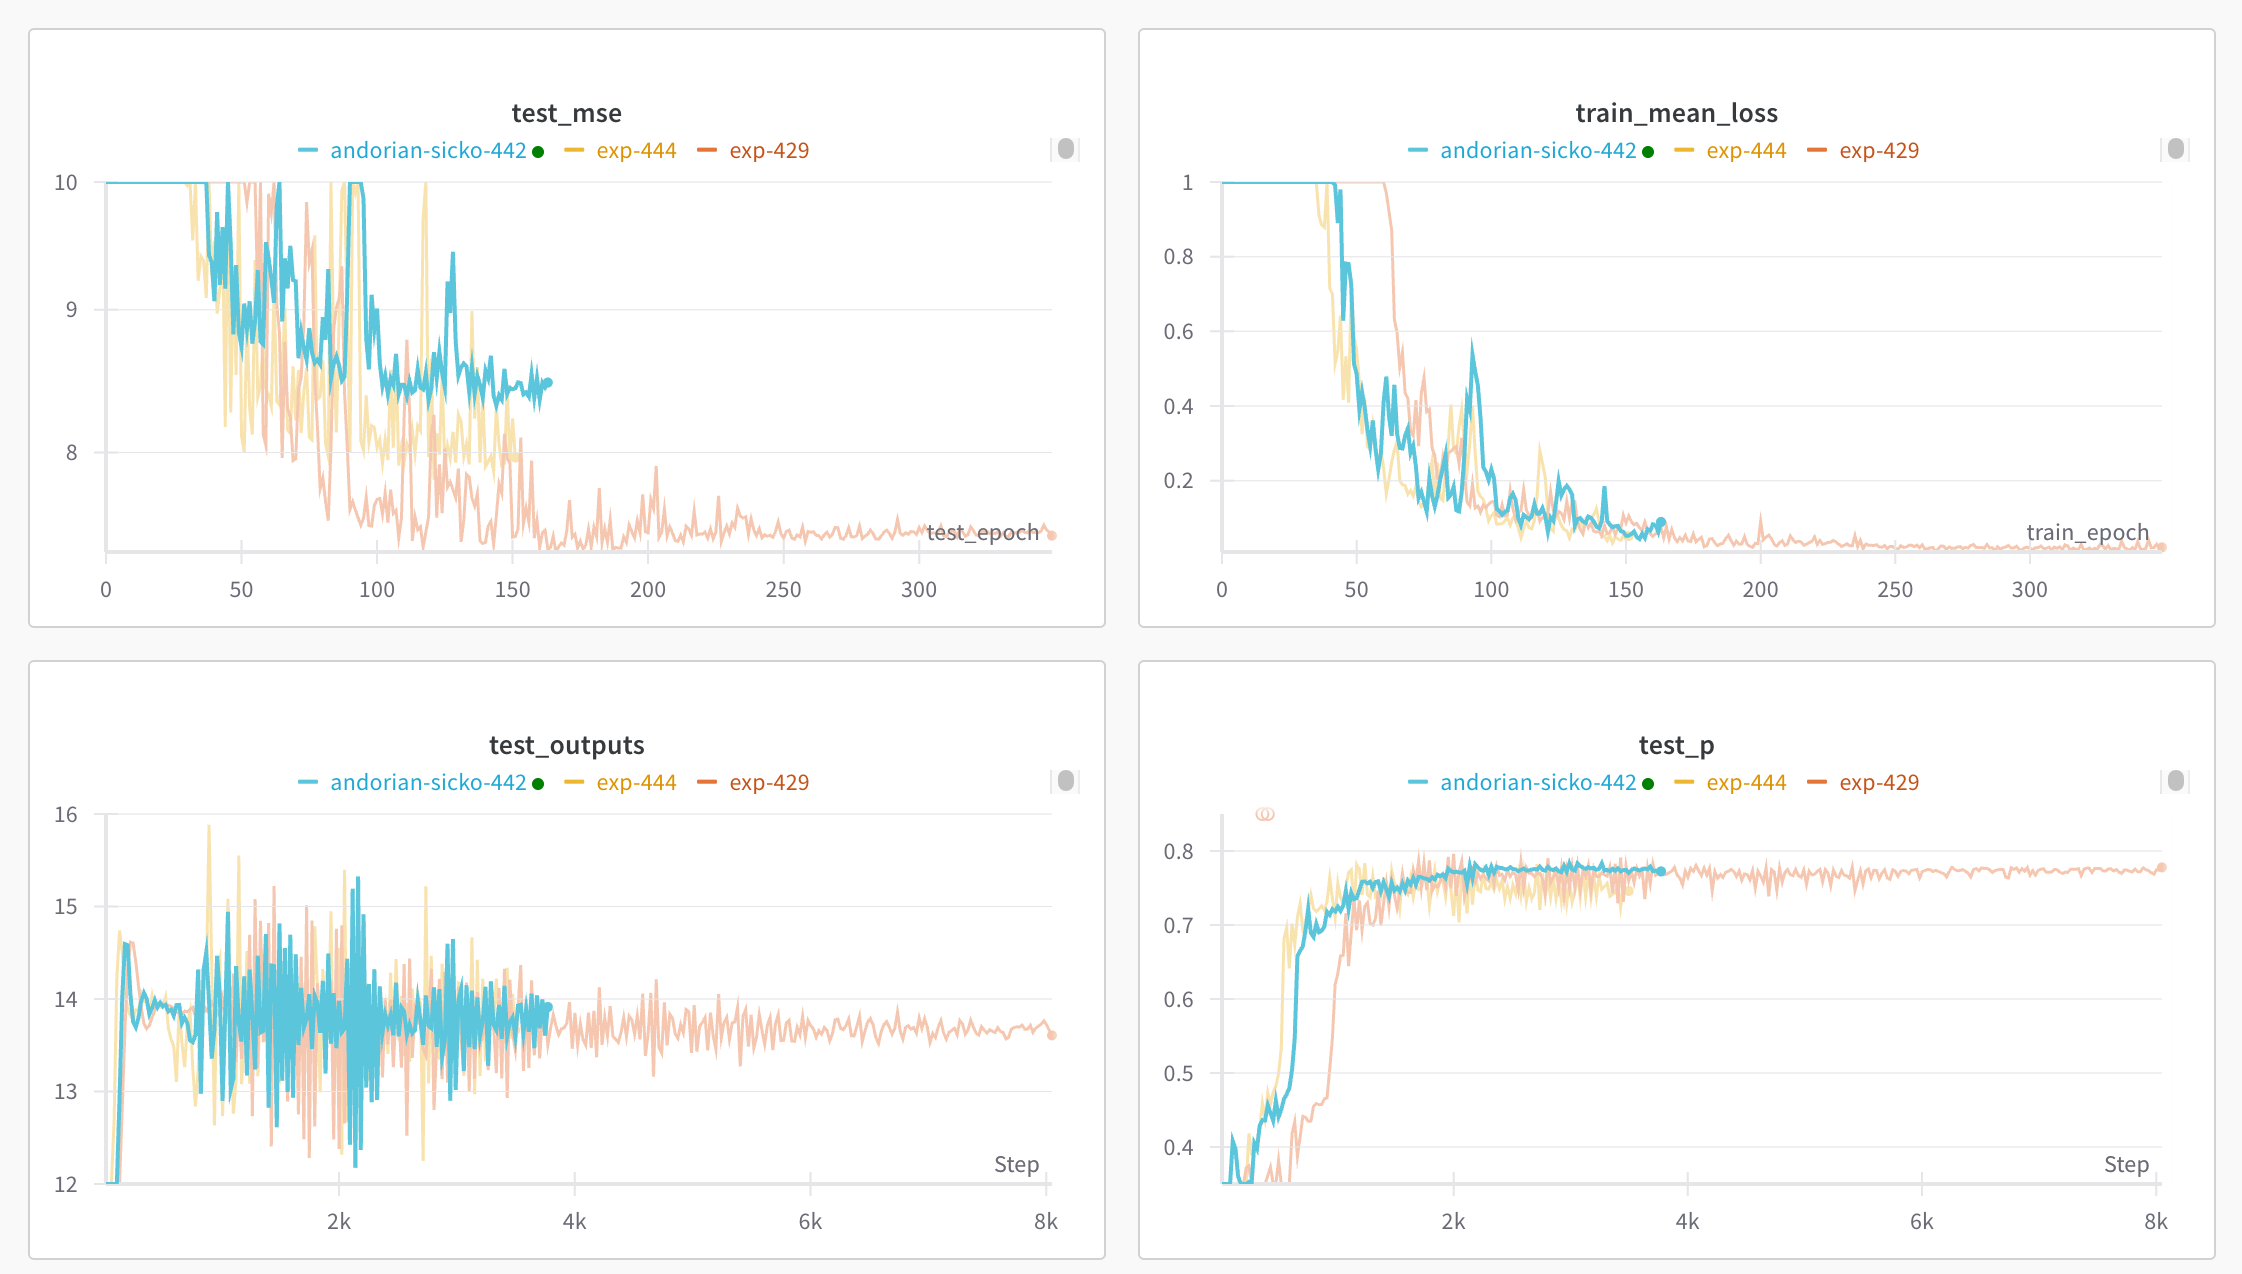 test_mse
andorian-sicko-442 exp-444 exp-429
10
9
8
test_epoch
0 50 100 150 200 250 300
train_mean_loss
andorian-sicko-442 exp-444 exp-429
1
0.8
0.6
0.4
0.2
train_epoch
0 50 100 150 200 250 300
test_outputs
andorian-sicko-442 exp-444 exp-429
16
15
14
13
12
Step
2k 4k 6k 8k
test_p
andorian-sicko-442 exp-444 exp-429
0.8
0.7
0.6
0.5
0.4
Step
2k 4k 6k 8k